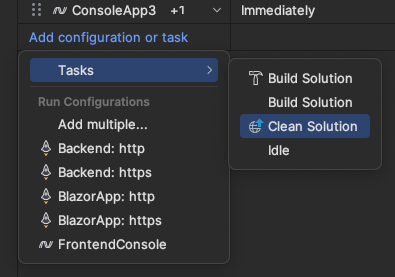 ConsoleApp3 +1 Immediately
Add configuration or task
Tasks
Run Configurations
Add multiple...
Backend: http
Backend: https
BlazorApp: http
BlazorApp: https
FrontendConsole
Build Solution
Build Solution
Clean Solution
Idle